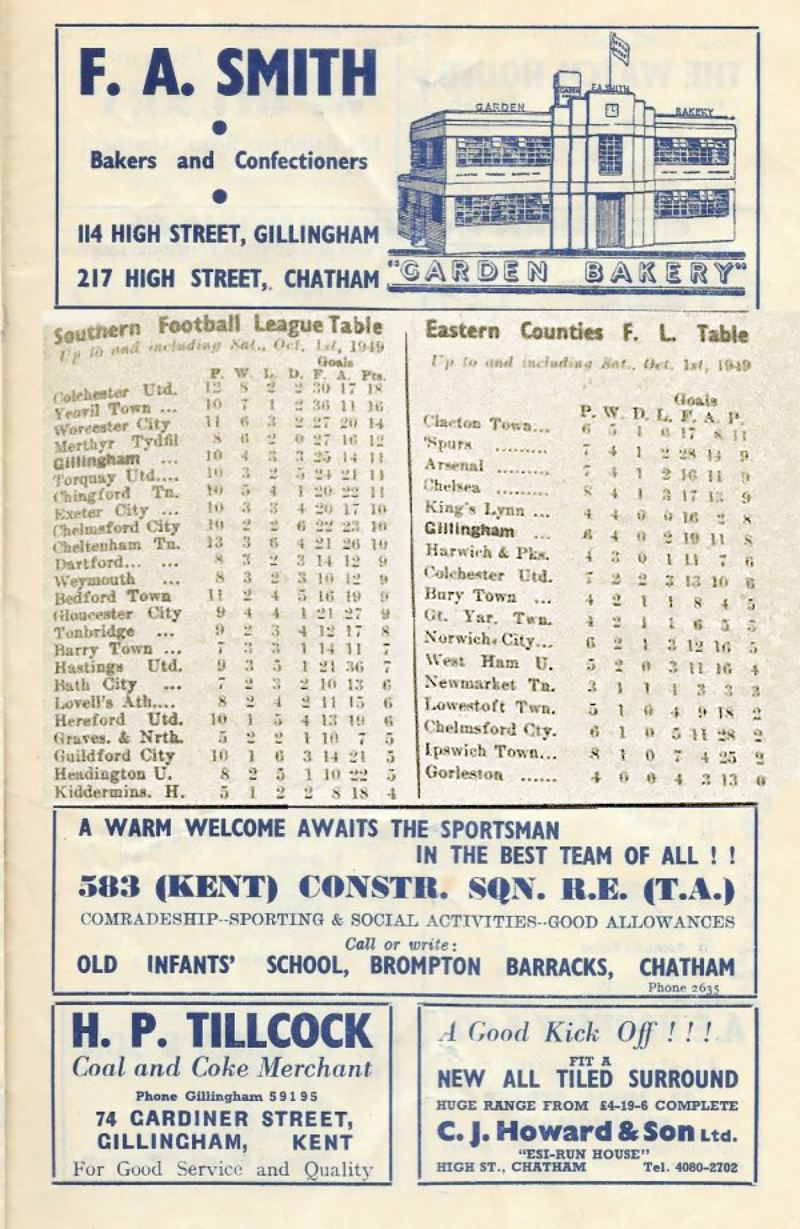 F. A. SMITH
Bakers and Confectioners
114 HIGH STREET, GILLINGHAM
217 HIGH STREET, CHATHAM
GARDEN
F.A.SMITH
BAKERY
"GARDEN BAKERY"
Southern Football League Table
Up to and including Sat., Oct. 1st, 1949
Goals
P. W. L. D. F. A. Pts.
Colchester Utd. 12 8 2 2 30 17 18
Yeovil Town ... 10 7 1 2 36 11 16
Worcester City 11 6 3 2 27 20 14
Merthyr Tydfil 8 6 2 0 27 16 12
Gillingham ... 10 4 3 3 25 14 11
Torquay Utd.... 10 3 2 5 24 21 11
Chingford Tn. 10 5 4 1 20 22 11
Exeter City ... 10 3 3 4 20 17 10
Chelmsford City 10 2 2 6 22 23 10
Cheltenham Tn. 13 3 6 4 21 26 10
Dartford... ... 8 3 2 3 14 12 9
Weymouth ... 8 3 2 3 10 12 9
Bedford Town 11 2 4 5 16 19 9
Gloucester City 9 4 4 1 21 27 9
Tonbridge ... 9 2 3 4 12 17 8
Barry Town ... 7 3 3 1 14 11 7
Hastings Utd. 9 3 5 1 21 36 7
Bath City ... 7 2 3 2 10 13 6
Lovell's Ath.... 8 2 4 2 11 15 6
Hereford Utd. 10 1 5 4 13 19 6
Graves. & Nrth. 5 2 2 1 10 7 5
Guildford City 10 1 6 3 14 21 5
Headington U. 8 2 5 1 10 22 5
Kiddermins. H. 5 1 2 2 8 18 4
Eastern Counties F. L. Table
Up to and including Sat., Oct. 1st, 1949
Goals
P. W. D. L. F. A. P.
Clacton Town... 6 5 1 0 17 8 11
'Spurs ......... 7 4 1 2 28 14 9
Arsenal ......... 7 4 1 2 16 11 9
Chelsea ......... 8 4 1 3 17 13 9
King's Lynn ... 4 4 0 0 16 2 8
Gillingham ... 6 4 0 2 19 11 8
Harwich & Pks. 4 3 0 1 11 7 6
Colchester Utd. 7 2 2 3 13 10 6
Bury Town ... 4 2 1 1 8 4 5
Gt. Yar. Twn. 4 2 1 1 6 5 5
Norwich City... 6 2 1 3 12 16 5
West Ham U. 5 2 0 3 11 16 4
Newmarket Tn. 3 1 1 1 3 3 3
Lowestoft Twn. 5 1 0 4 9 18 2
Chelmsford Cty. 6 1 0 5 11 28 2
Ipswich Town... 8 1 0 7 4 25 2
Gorleston ...... 4 0 0 4 3 13 0
A WARM WELCOME AWAITS THE SPORTSMAN
IN THE BEST TEAM OF ALL ! !
583 (KENT) CONSTR. SQN. R.E. (T.A.)
COMRADESHIP--SPORTING & SOCIAL ACTIVITIES--GOOD ALLOWANCES
Call or write:
OLD INFANTS' SCHOOL, BROMPTON BARRACKS, CHATHAM
Phone 2635
H. P. TILLCOCK
Coal and Coke Merchant
Phone Gillingham 59195
74 GARDINER STREET,
GILLINGHAM, KENT
For Good Service and Quality
A Good Kick Off ! ! !
FIT A
NEW ALL TILED SURROUND
HUGE RANGE FROM £4-19-6 COMPLETE
C. J. Howard & Son Ltd.
"ESI-RUN HOUSE"
HIGH ST., CHATHAM Tel. 4080-2702